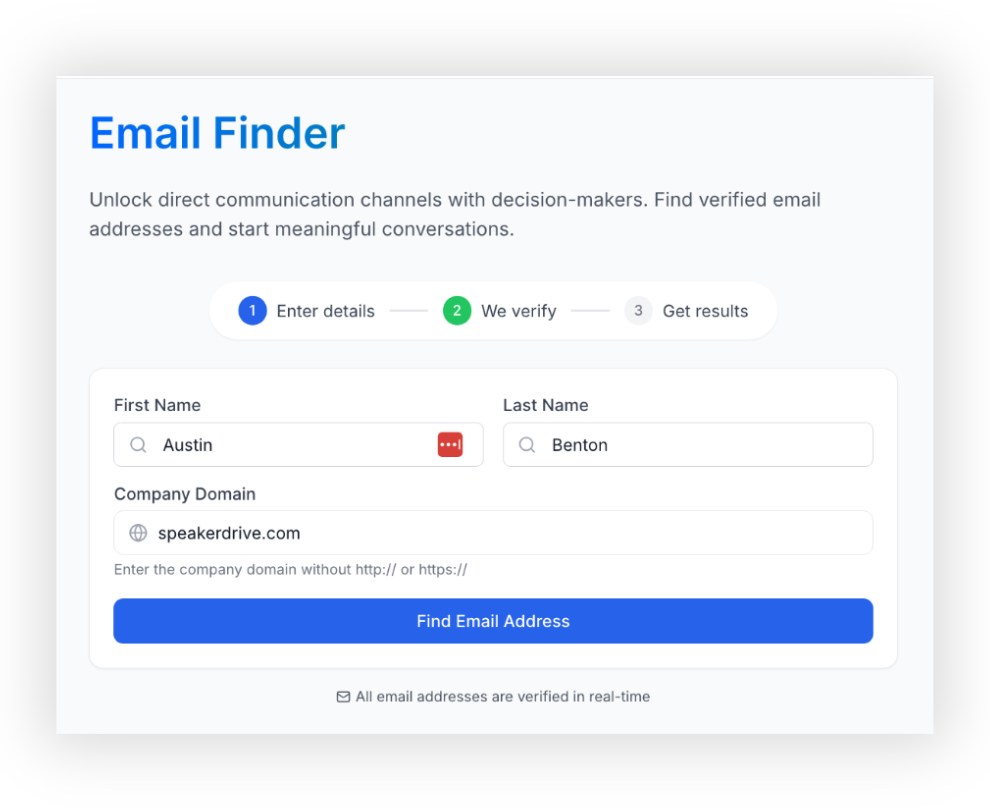 Email Finder
Unlock direct communication channels with decision-makers. Find verified email
addresses and start meaningful conversations.
1 Enter details 2 We verify 3 Get results
First Name Last Name
Austin Benton
Company Domain
speakerdrive.com
Enter the company domain without http:// or https://
Find Email Address
All email addresses are verified in real-time